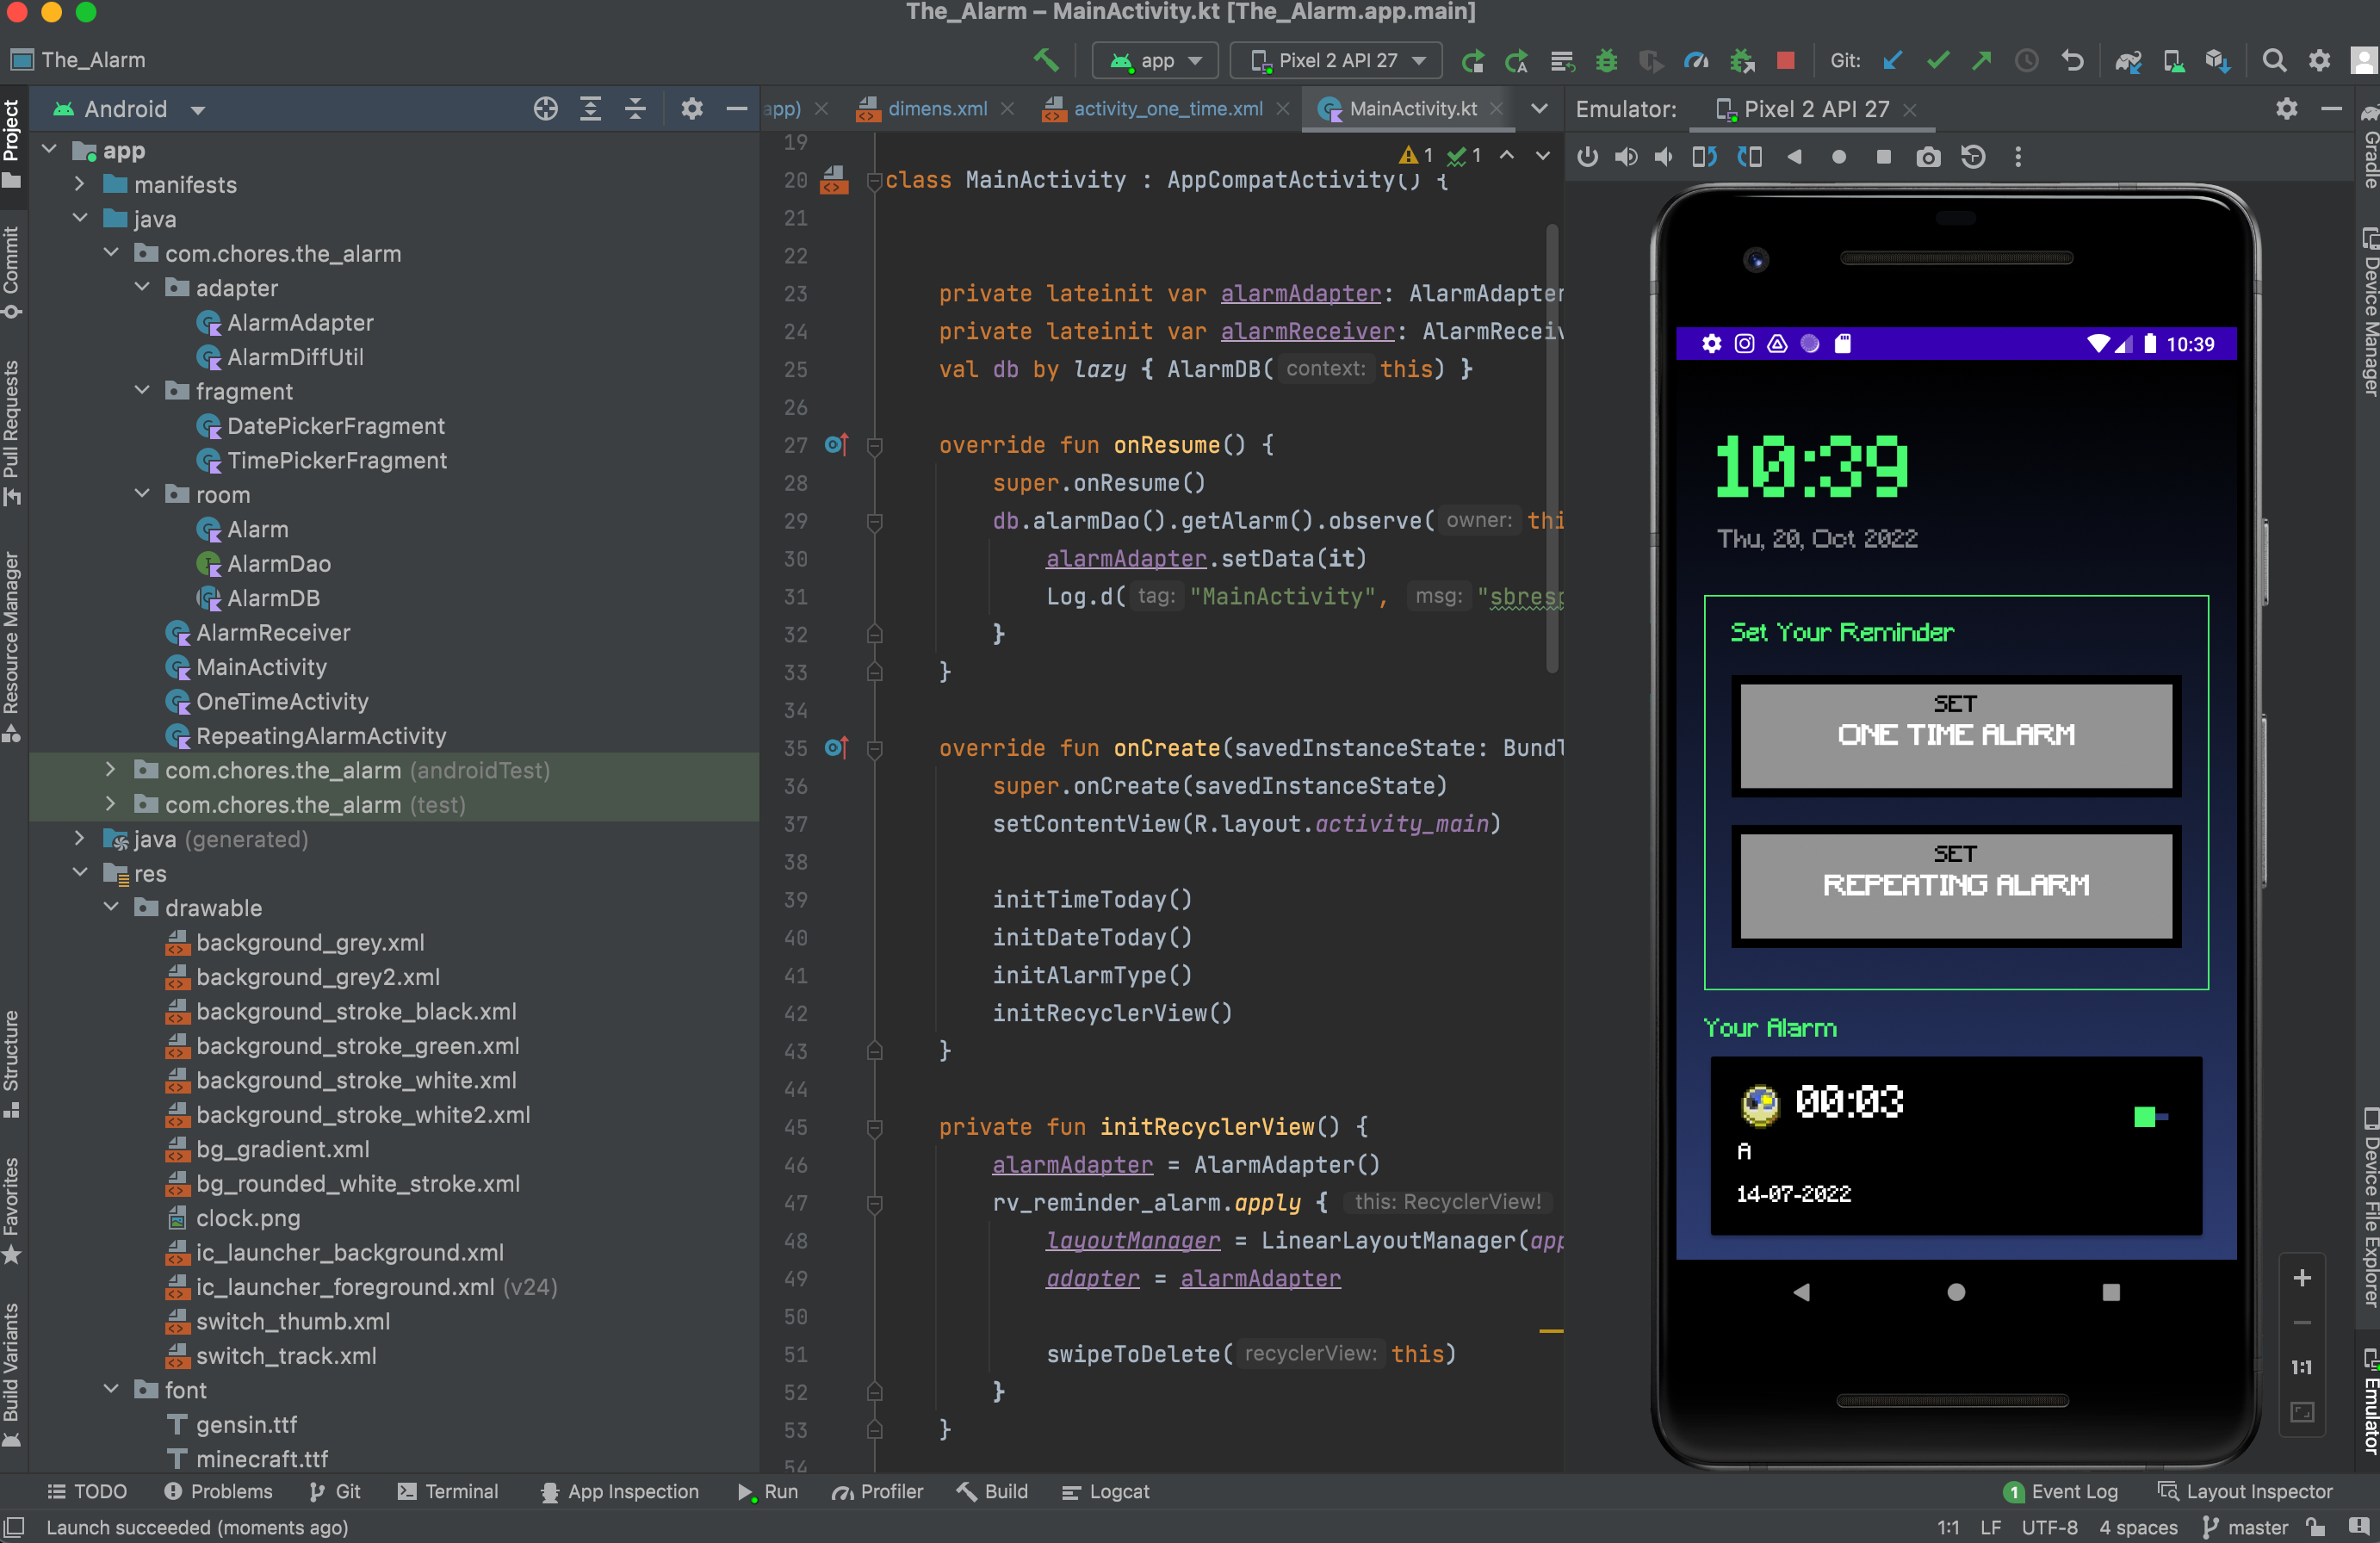 The_Alarm – MainActivity.kt [The_Alarm.app.main]
The_Alarm
app
Pixel 2 API 27
Git:
Project
Commit
Pull Requests
Resource Manager
Structure
Favorites
Build Variants
Android
app
manifests
java
com.chores.the_alarm
adapter
AlarmAdapter
AlarmDiffUtil
fragment
DatePickerFragment
TimePickerFragment
room
Alarm
AlarmDao
AlarmDB
AlarmReceiver
MainActivity
OneTimeActivity
RepeatingAlarmActivity
com.chores.the_alarm (androidTest)
com.chores.the_alarm (test)
java (generated)
res
drawable
background_grey.xml
background_grey2.xml
background_stroke_black.xml
background_stroke_green.xml
background_stroke_white.xml
background_stroke_white2.xml
bg_gradient.xml
bg_rounded_white_stroke.xml
clock.png
ic_launcher_background.xml
ic_launcher_foreground.xml (v24)
switch_thumb.xml
switch_track.xml
font
gensin.ttf
minecraft.ttf
app) dimens.xml activity_one_time.xml MainActivity.kt
1 1
19
20 class MainActivity : AppCompatActivity() {
21
22
23 private lateinit var alarmAdapter: AlarmAdapter
24 private lateinit var alarmReceiver: AlarmReceiv
25 val db by lazy { AlarmDB( context: this) }
26
27 override fun onResume() {
28 super.onResume()
29 db.alarmDao().getAlarm().observe( owner: thi
30 alarmAdapter.setData(it)
31 Log.d( tag: "MainActivity", msg: "sbresp
32 }
33 }
34
35 override fun onCreate(savedInstanceState: Bundl
36 super.onCreate(savedInstanceState)
37 setContentView(R.layout.activity_main)
38
39 initTimeToday()
40 initDateToday()
41 initAlarmType()
42 initRecyclerView()
43 }
44
45 private fun initRecyclerView() {
46 alarmAdapter = AlarmAdapter()
47 rv_reminder_alarm.apply { this: RecyclerView!
48 layoutManager = LinearLayoutManager(app
49 adapter = alarmAdapter
50
51 swipeToDelete( recyclerView: this)
52 }
53 }
54
Emulator: Pixel 2 API 27
10:39
10:39
Thu, 20, Oct 2022
Set Your Reminder
SET
ONE TIME ALARM
SET
REPEATING ALARM
Your Alarm
00:03
A
14-07-2022
1:1
Gradle
Device Manager
Device File Explorer
Emulator
TODO Problems Git Terminal App Inspection Run Profiler Build Logcat 1 Event Log Layout Inspector
Launch succeeded (moments ago) 1:1 LF UTF-8 4 spaces master